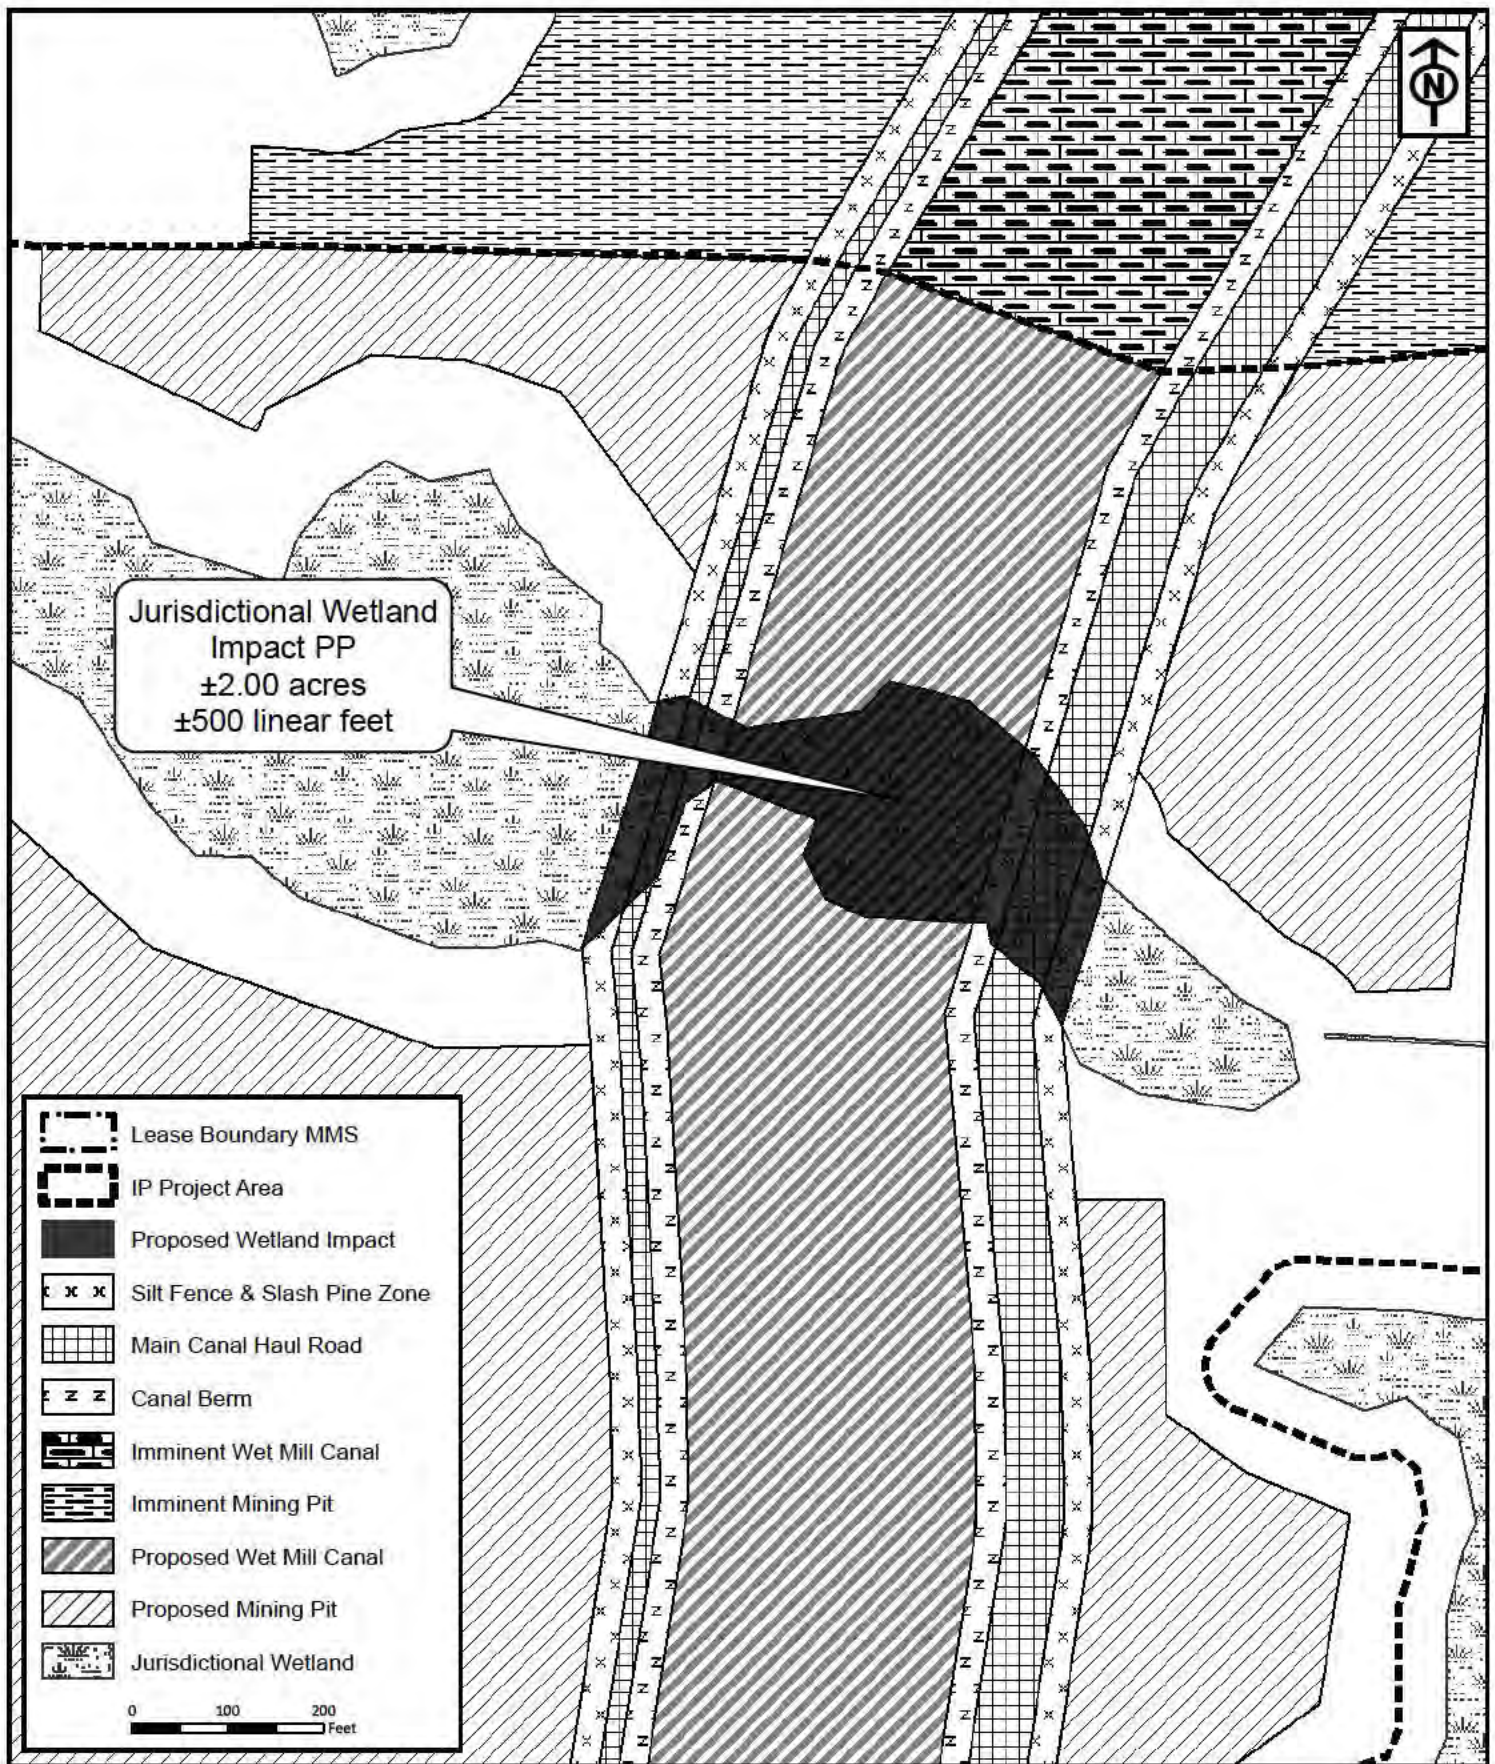 N
Jurisdictional Wetland
Impact PP
±2.00 acres
±500 linear feet
Lease Boundary MMS
IP Project Area
Proposed Wetland Impact
x x x Silt Fence & Slash Pine Zone
Main Canal Haul Road
z z z Canal Berm
Imminent Wet Mill Canal
Imminent Mining Pit
Proposed Wet Mill Canal
Proposed Mining Pit
Jurisdictional Wetland
0 100 200
Feet